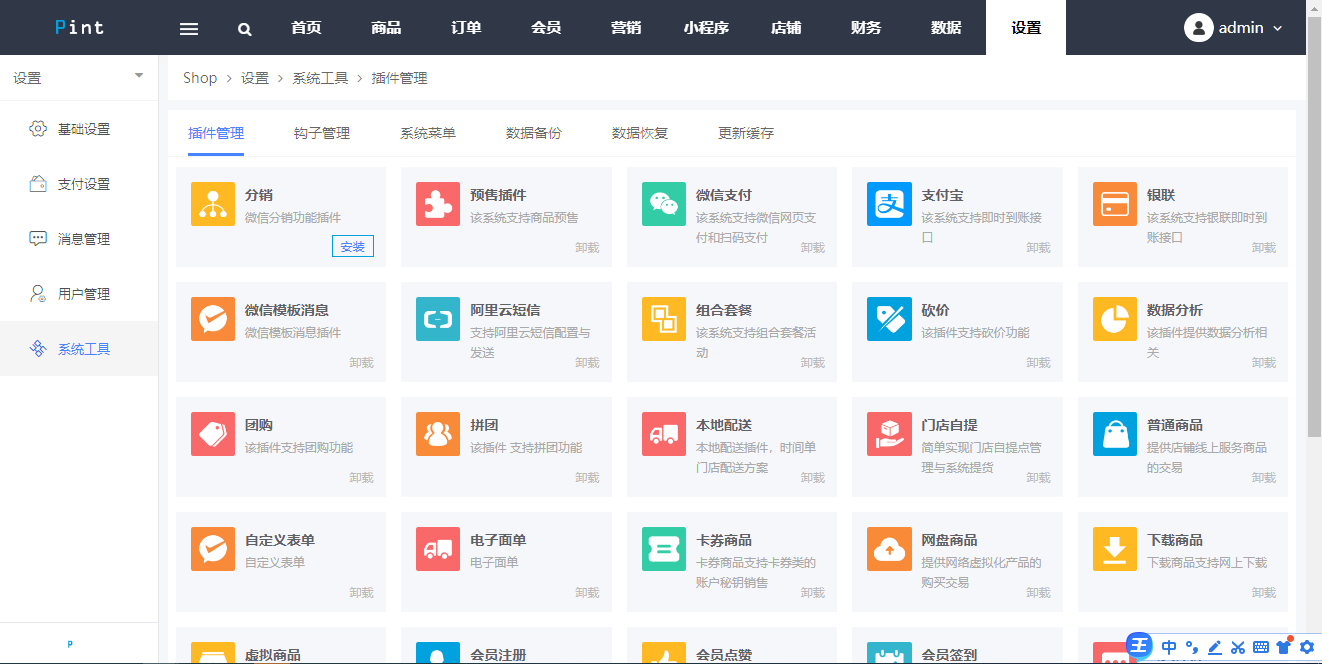 Pint
首页 商品 订单 会员 营销 小程序 店铺 财务 数据 设置
admin
设置
Shop > 设置 > 系统工具 > 插件管理
基础设置
支付设置
消息管理
用户管理
系统工具
P
插件管理 钩子管理 系统菜单 数据备份 数据恢复 更新缓存
分销
微信分销功能插件
安装
预售插件
该系统支持商品预售
卸载
微信支付
该系统支持微信网页支
付和扫码支付
卸载
支付宝
该系统支持即时到账接
口
卸载
银联
该系统支持银联即时到
账接口
卸载
微信模板消息
微信模板消息插件
卸载
阿里云短信
支持阿里云短信配置与
发送
卸载
组合套餐
该系统支持组合套餐活
动
卸载
砍价
该插件支持砍价功能
卸载
数据分析
该插件提供数据分析相
关
卸载
团购
该插件支持团购功能
卸载
拼团
该插件 支持拼团功能
卸载
本地配送
本地配送插件，时间单
门店配送方案
卸载
门店自提
简单实现门店自提点管
理与系统提货
卸载
普通商品
提供店铺线上服务商品
的交易
卸载
自定义表单
自定义表单
卸载
电子面单
电子面单
卸载
卡券商品
卡券商品支持卡券类的
账户秘钥销售
卸载
网盘商品
提供网络虚拟化产品的
购买交易
卸载
下载商品
下载商品支持网上下载
卸载
虚拟商品
会员注册
会员点赞
会员签到
王 中